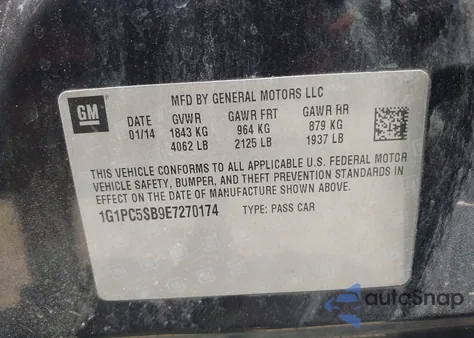 GM
MFD BY GENERAL MOTORS LLC
DATE GVWR GAWR FRT GAWR RR
01/14 1843 KG 964 KG 879 KG
4062 LB 2125 LB 1937 LB
THIS VEHICLE CONFORMS TO ALL APPLICABLE U.S. FEDERAL MOTOR
VEHICLE SAFETY, BUMPER, AND THEFT PREVENTION STANDARDS IN
EFFECT ON THE DATE OF MANUFACTURE SHOWN ABOVE.
1G1PC5SB9E7270174 TYPE: PASS CAR
autoSnap